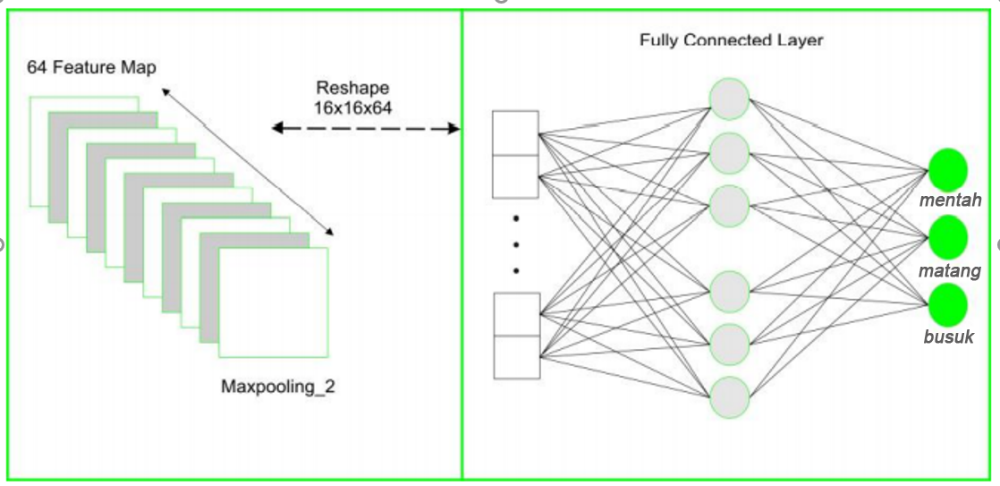 64 Feature Map
Reshape
16x16x64
Maxpooling_2
Fully Connected Layer
mentah
matang
busuk